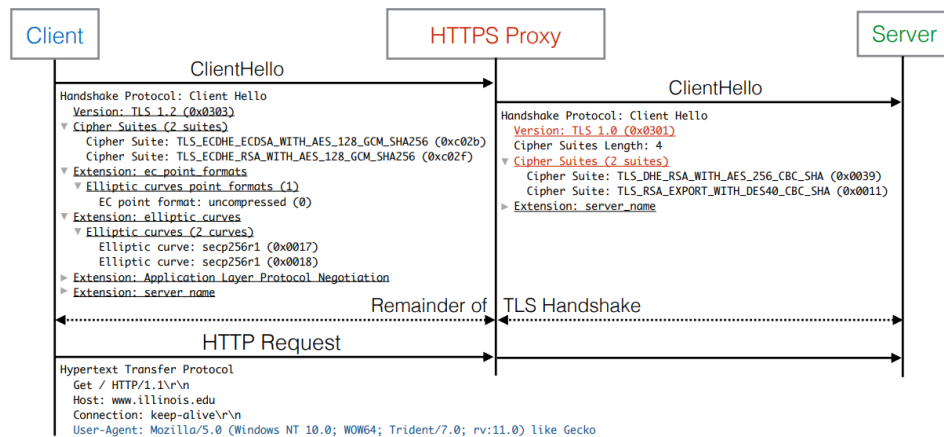 Client
HTTPS Proxy
Server
ClientHello
Handshake Protocol: Client Hello
Version: TLS 1.2 (0x0303)
Cipher Suites (2 suites)
Cipher Suite: TLS_ECDHE_ECDSA_WITH_AES_128_GCM_SHA256 (0xc02b)
Cipher Suite: TLS_ECDHE_RSA_WITH_AES_128_GCM_SHA256 (0xc02f)
Extension: ec_point_formats
Elliptic curves point formats (1)
EC point format: uncompressed (0)
Extension: elliptic curves
Elliptic curves (2 curves)
Elliptic curve: secp256r1 (0x0017)
Elliptic curve: secp256r1 (0x0018)
Extension: Application Layer Protocol Negotiation
Extension: server_name
ClientHello
Handshake Protocol: Client Hello
Version: TLS 1.0 (0x0301)
Cipher Suites Length: 4
Cipher Suites (2 suites)
Cipher Suite: TLS_DHE_RSA_WITH_AES_256_CBC_SHA (0x0039)
Cipher Suite: TLS_RSA_EXPORT_WITH_DES40_CBC_SHA (0x0011)
Extension: server_name
Remainder of TLS Handshake
HTTP Request
Hypertext Transfer Protocol
Get / HTTP/1.1\r\n
Host: www.illinois.edu
Connection: keep-alive\r\n
User-Agent: Mozilla/5.0 (Windows NT 10.0; WOW64; Trident/7.0; rv:11.0) like Gecko